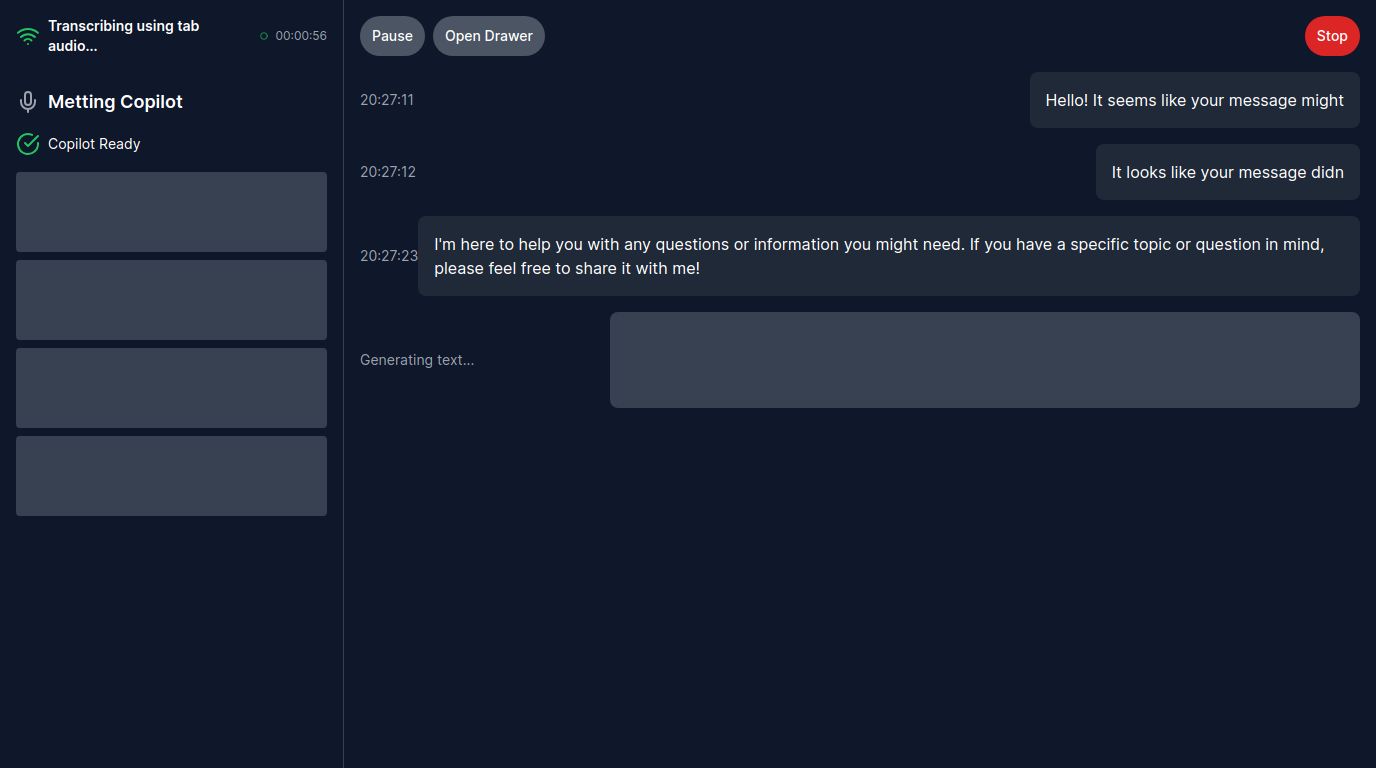 Transcribing using tab
audio...
00:00:56
Metting Copilot
Copilot Ready
Pause
Open Drawer
Stop
20:27:11
Hello! It seems like your message might
20:27:12
It looks like your message didn
20:27:23
I'm here to help you with any questions or information you might need. If you have a specific topic or question in mind,
please feel free to share it with me!
Generating text...